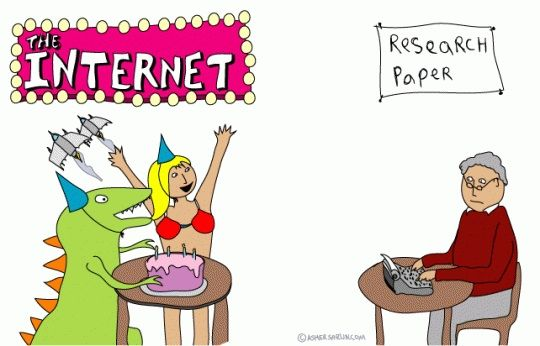 THE
INTERNET
ReSeARCH
PaPeR
©ASHERSARLIN.COM